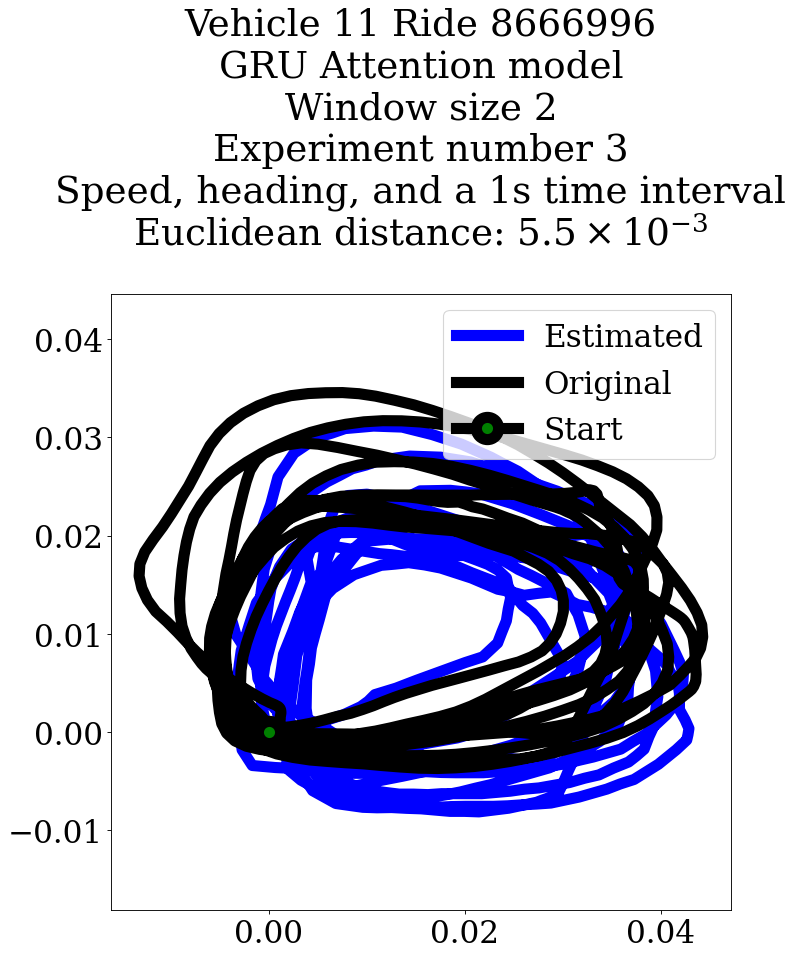 Vehicle 11 Ride 8666996
GRU Attention model
Window size 2
Experiment number 3
Speed, heading, and a 1s time interval
Euclidean distance: 5.5 × 10⁻³
Estimated
Original
Start
0.04
0.03
0.02
0.01
0.00
−0.01
0.00 0.02 0.04